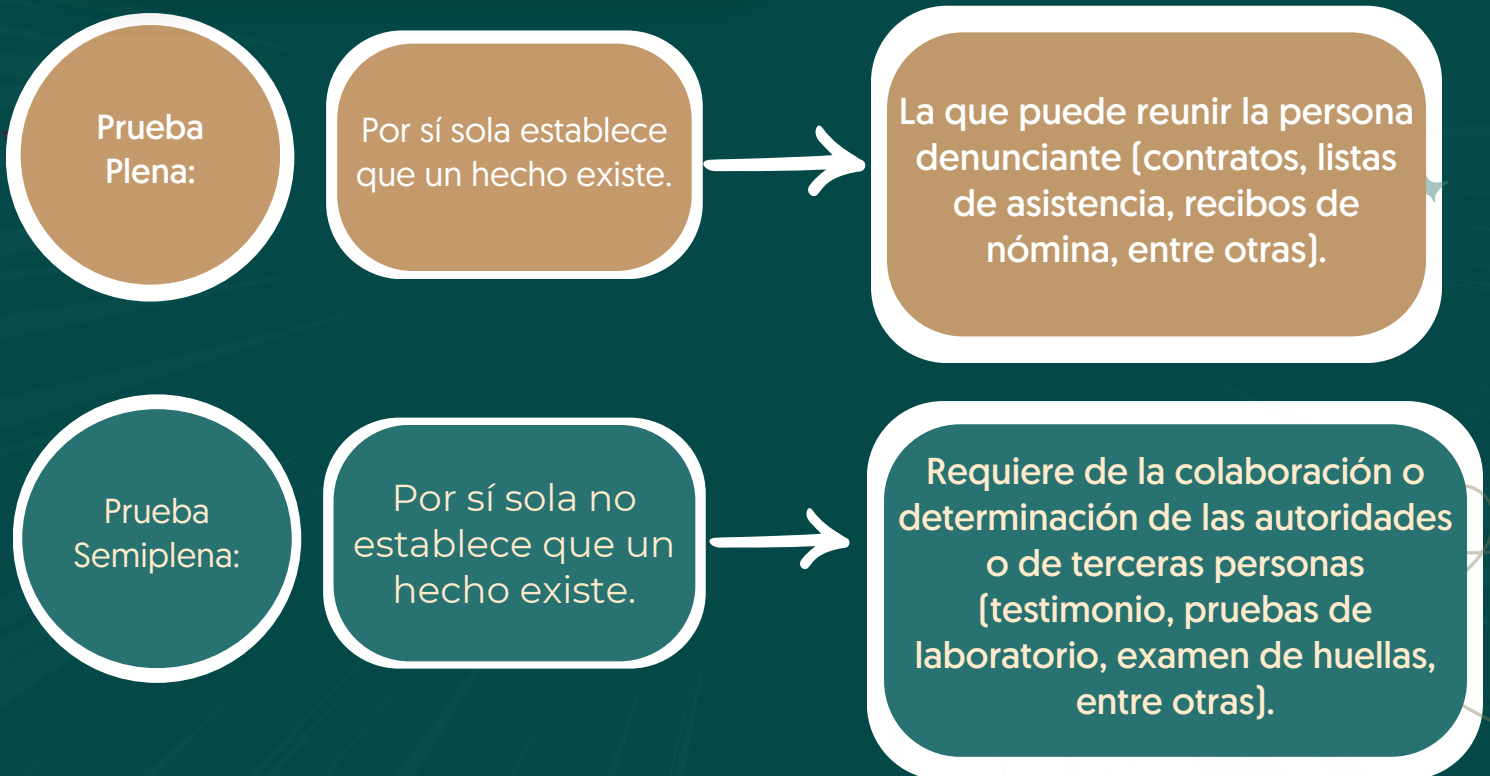 Prueba
Plena:
Por sí sola establece
que un hecho existe.
La que puede reunir la persona
denunciante (contratos, listas
de asistencia, recibos de
nómina, entre otras).
Prueba
Semiplena:
Por sí sola no
establece que un
hecho existe.
Requiere de la colaboración o
determinación de las autoridades
o de terceras personas
(testimonio, pruebas de
laboratorio, examen de huellas,
entre otras).